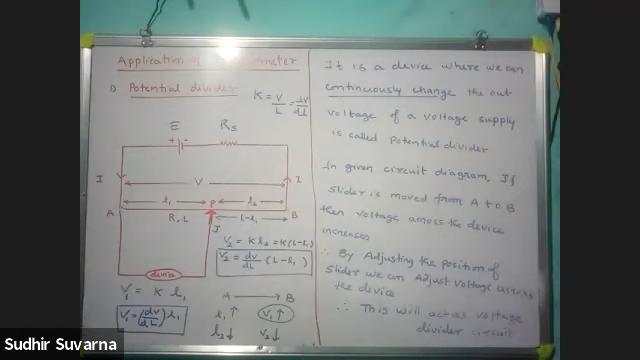 Application of meter
1) Potential divider
K = V/L = dV/dL
E
Rs
+ -
I
V
I
l1
P
l2
A
R, L
L-l1
B
J
V2 = K l2 = K(L-l1)
V2 = dV/dL (L-l1)
device
V1 = K l1
V1 = (dV/dL) l1
A → B
l1 ↑
V1 ↑
l2 ↓
V2 ↓
It is a device where we can
continuously change the out
voltage of a voltage supply
is called Potential divider
In given circuit diagram, If
slider is moved from A to B
then voltage across the device
increases
∴ By Adjusting the position of
slider we can Adjust voltage across
the device
∴ This will act as voltage
divider circuit
Sudhir Suvarna